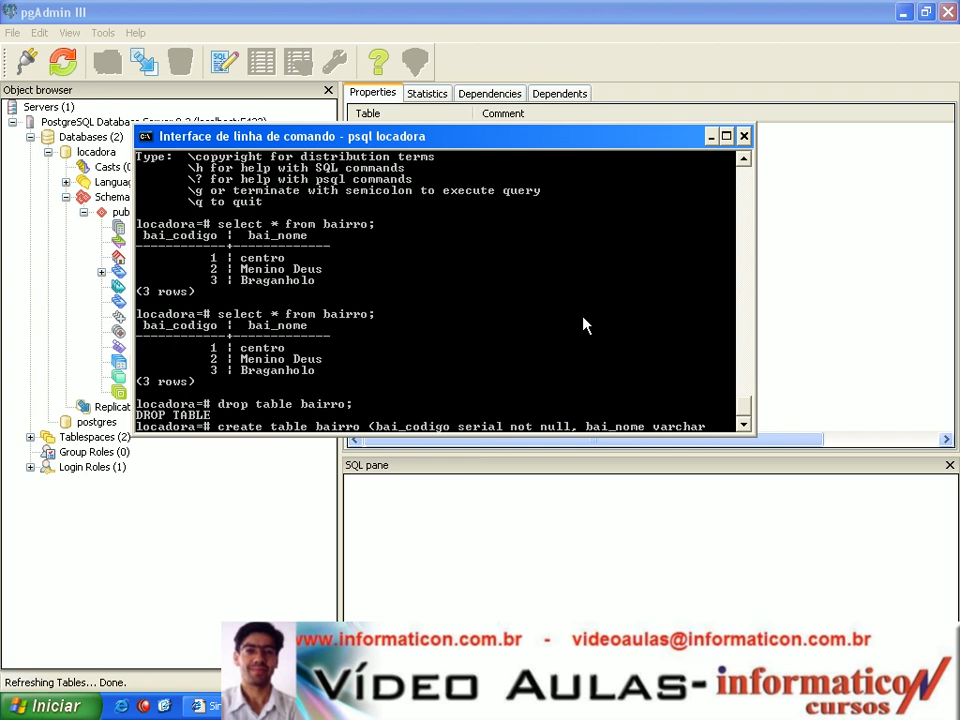 pgAdmin III
File Edit View Tools Help
SQL
Object browser
Properties Statistics Dependencies Dependents
Servers (1)
Table Comment
Databases (2)
locadora
Casts
Schema
postgres
Tablespaces (2)
Group Roles (0)
Login Roles (1)
Interface de linha de comando - psql locadora
Type: \copyright for distribution terms
\h for help with SQL commands
\? for help with psql commands
\g or terminate with semicolon to execute query
\q to quit
locadora=# select * from bairro;
bai_codigo | bai_nome
------------+-------------
1 | centro
2 | Menino Deus
3 | Braganholo
(3 rows)
locadora=# select * from bairro;
bai_codigo | bai_nome
------------+-------------
1 | centro
2 | Menino Deus
3 | Braganholo
(3 rows)
locadora=# drop table bairro;
DROP TABLE
locadora=# create table bairro (bai_codigo serial not null, bai_nome varchar
SQL pane
Refreshing Tables... Done.
Iniciar
www.informaticon.com.br - videoaulas@informaticon.com.br
VÍDEO AULAS-informaticon
cursos